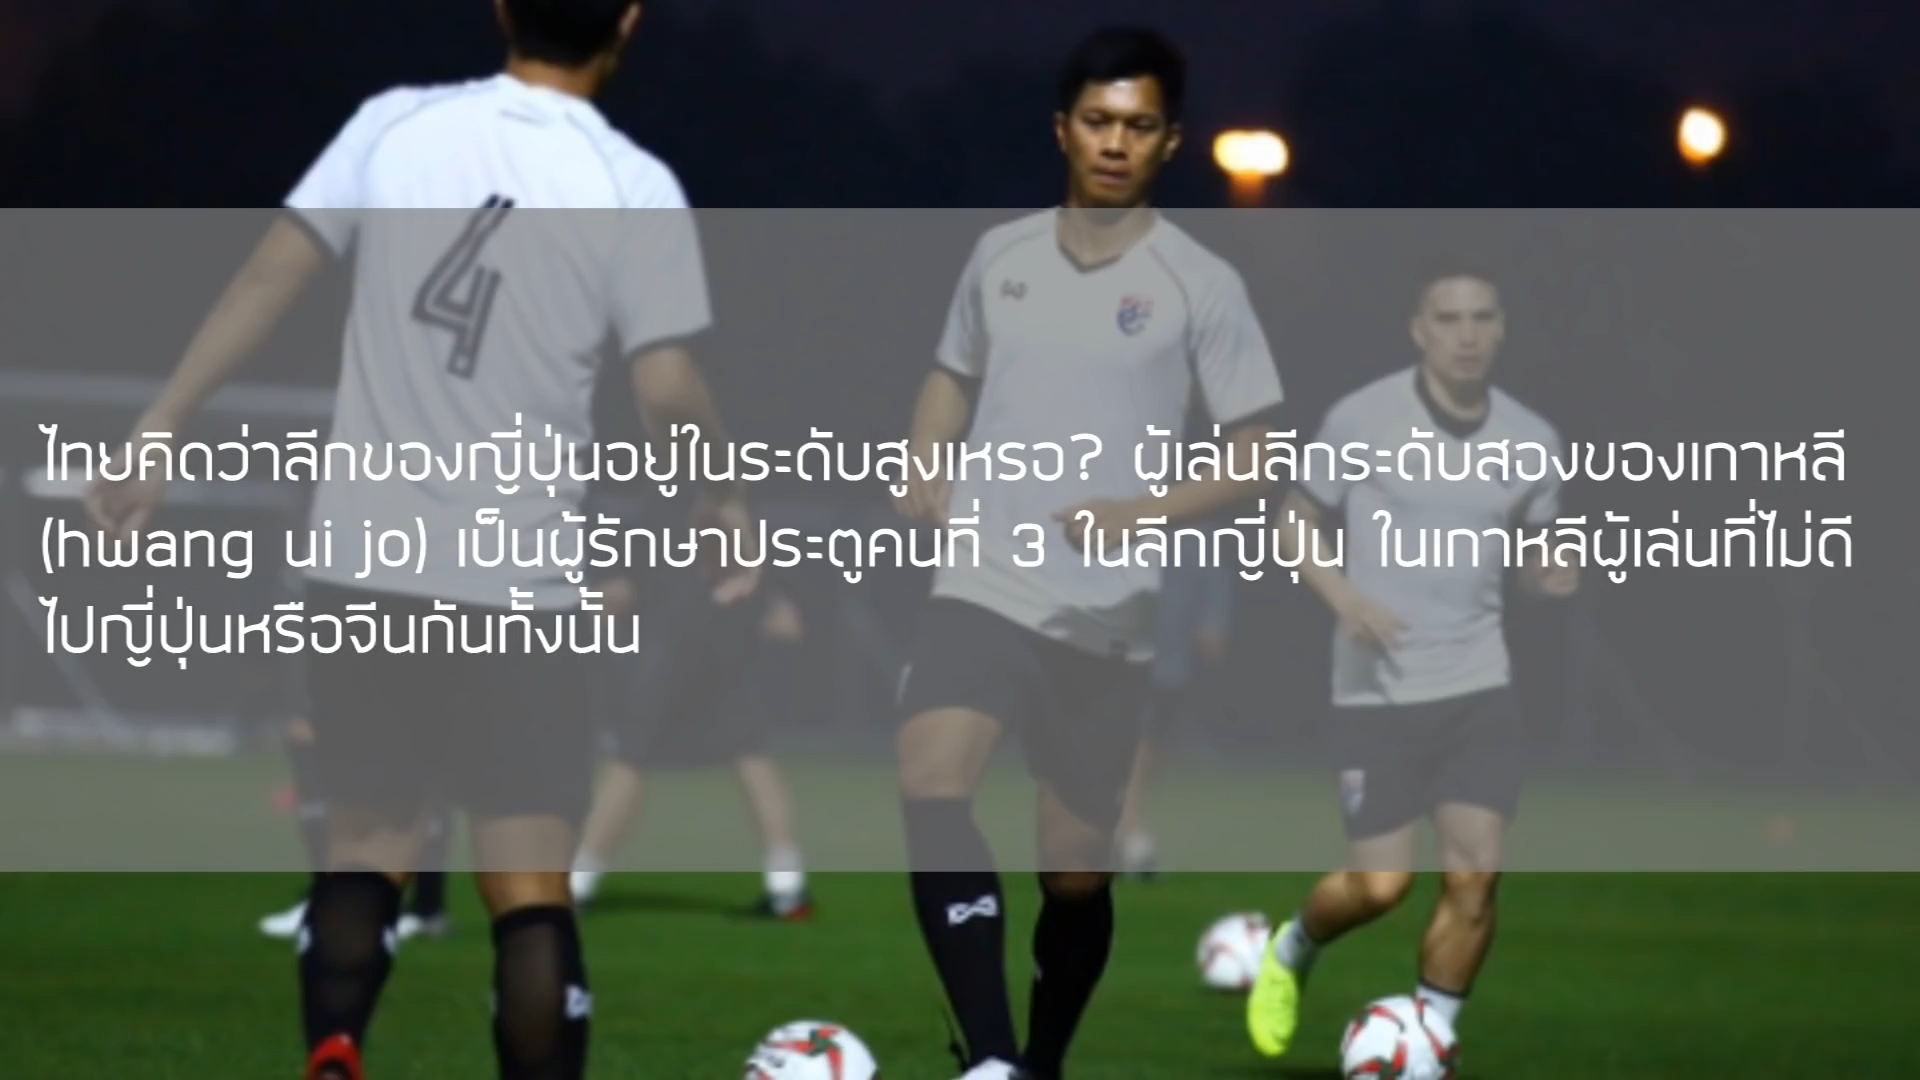 4
ไทยคิดว่าลีกของญี่ปุ่นอยู่ในระดับสูงเหรอ? ผู้เล่นลีกระดับสองของเกาหลี
(hwang ui jo) เป็นผู้รักษาประตูคนที่ 3 ในลีกญี่ปุ่น ในเกาหลีผู้เล่นที่ไม่ดี
ไปญี่ปุ่นหรือจีนกันทั้งนั้น